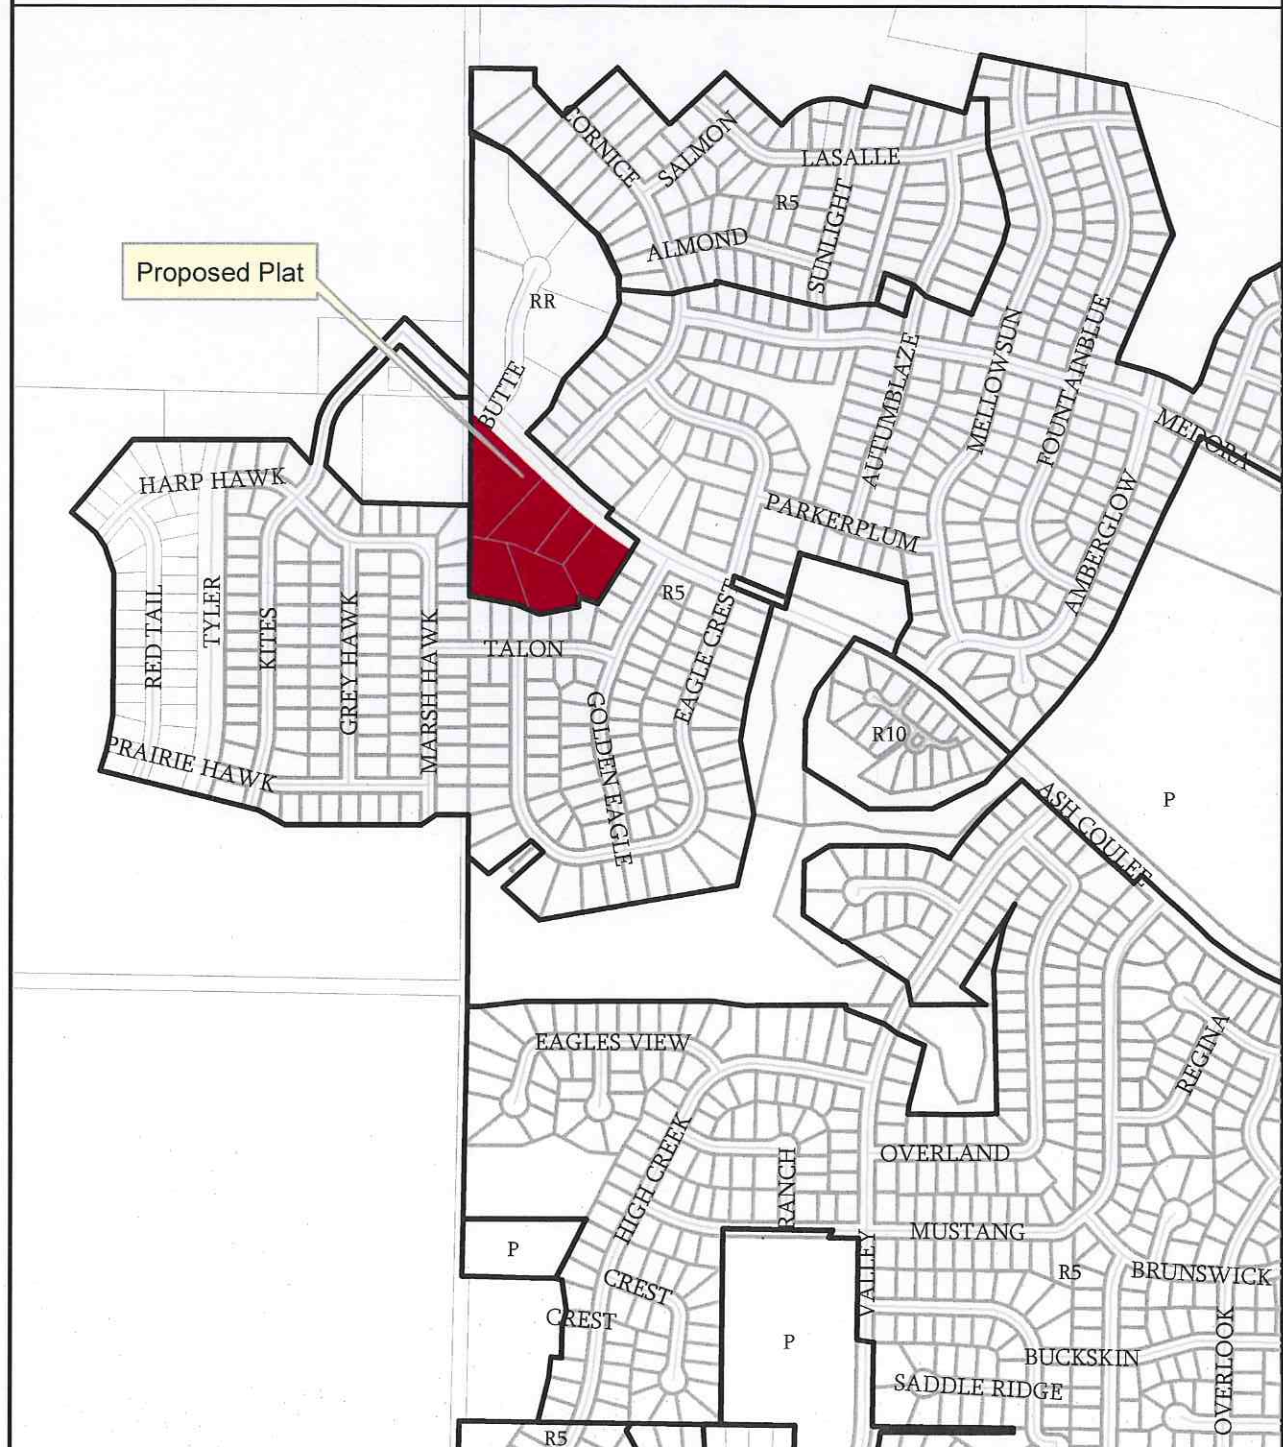 CORNICE
SALMON
LASALLE
R5
SUNLIGHT
ALMOND
Proposed Plat
RR
BUTTE
AUTUMBLAZE
MELLOWSUN
FOUNTAINBLUE
MEDORA
HARP HAWK
PARKERPLUM
AMBERGLOW
RED TAIL
TYLER
KITES
GREY HAWK
MARSH HAWK
TALON
R5
EAGLE CREST
GOLDEN EAGLE
PRAIRIE HAWK
R10
ASH COULEE
P
EAGLES VIEW
REGINA
HIGH CREEK
RANCH
OVERLAND
MUSTANG
P
VALLEY
R5
BRUNSWICK
CREST
CREST
P
BUCKSKIN
OVERLOOK
SADDLE RIDGE
R5